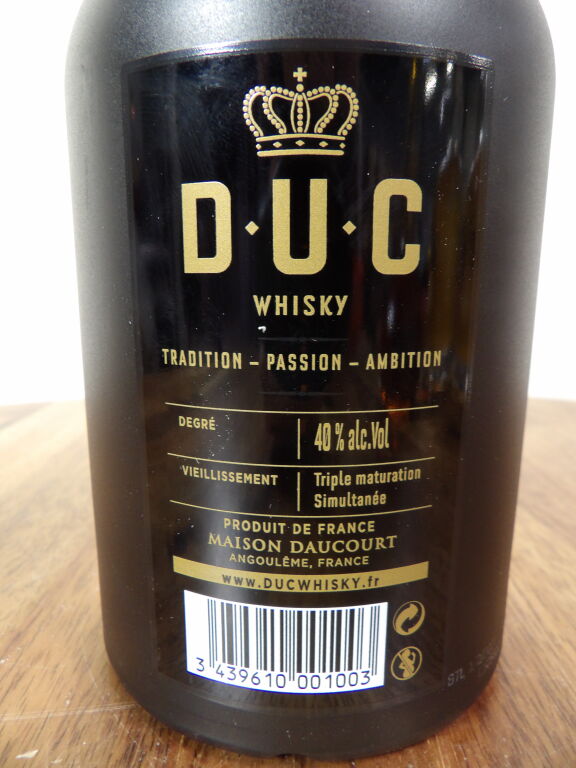 D·U·C
WHISKY
TRADITION – PASSION – AMBITION
DEGRÉ
40 % alc.Vol
VIEILLISSEMENT
Triple maturation
Simultanée
PRODUIT DE FRANCE
MAISON DAUCOURT
ANGOULÊME, FRANCE
WWW.DUCWHISKY.fr
3 439610 001003